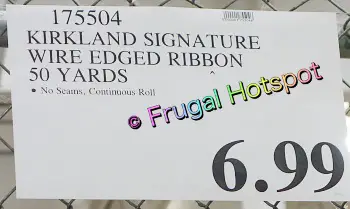 175504
KIRKLAND SIGNATURE
WIRE EDGED RIBBON
50 YARDS
• No Seams, Continuous Roll
© Frugal Hotspot
6.99